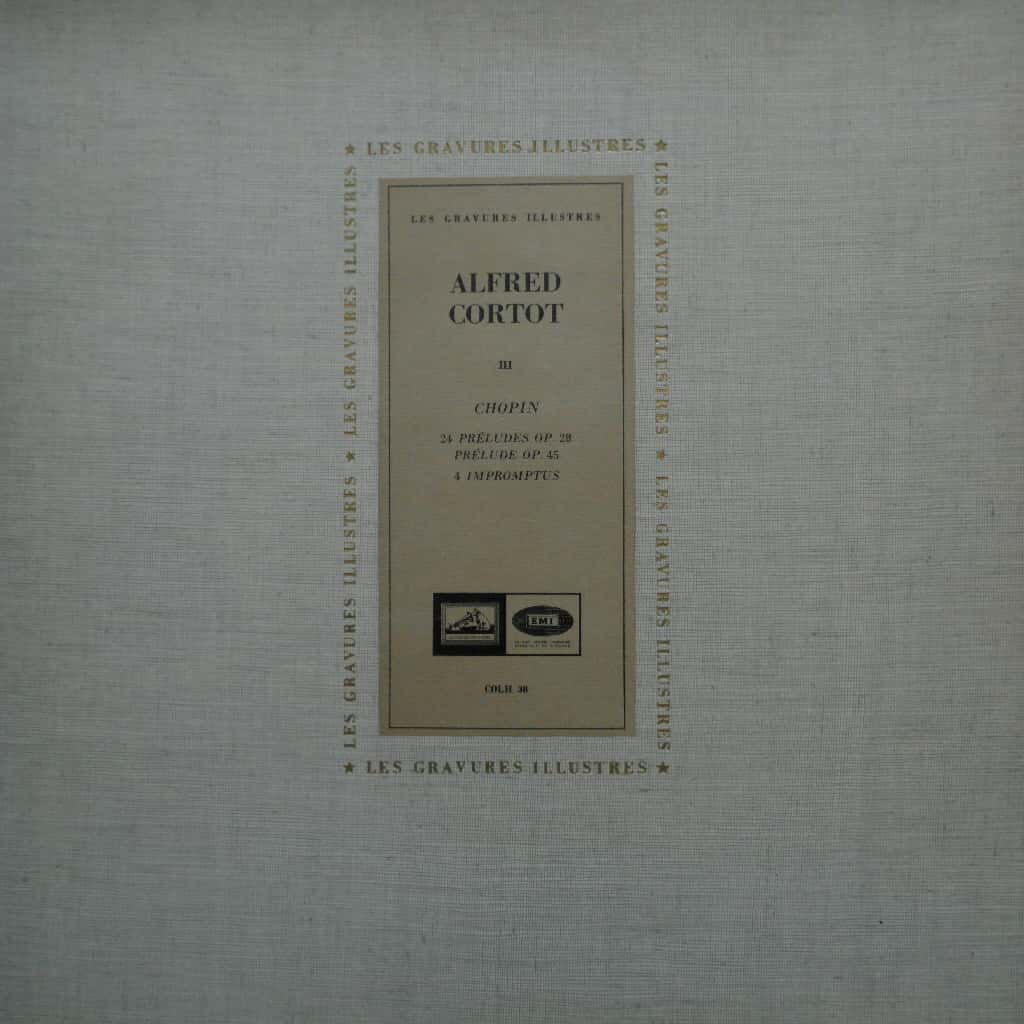 ★ LES GRAVURES ILLUSTRES ★
LES GRAVURES ILLUSTRES ★ LES GRAVURES ILLUSTRES
LES GRAVURES ILLUSTRES
ALFRED
CORTOT
III
CHOPIN
24 PRÉLUDES OP. 28
PRÉLUDE OP. 45
4 IMPROMPTUS
EMI
COLH 38
LES GRAVURES ILLUSTRES ★ LES GRAVURES ILLUSTRES
★ LES GRAVURES ILLUSTRES ★